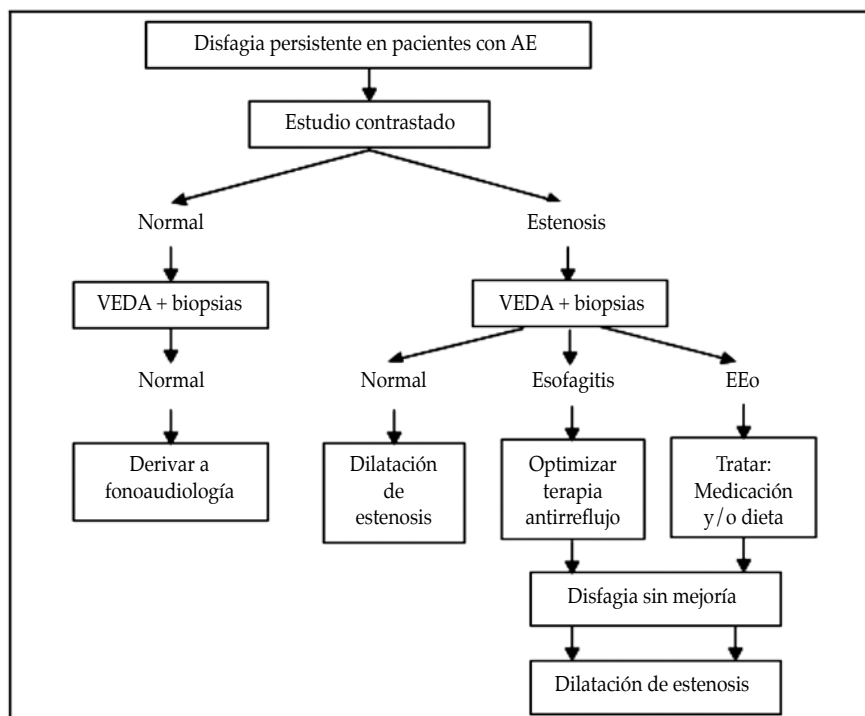 Disfagia persistente en pacientes con AE
Estudio contrastado
Normal
Estenosis
VEDA + biopsias
VEDA + biopsias
Normal
Normal
Esofagitis
EEo
Derivar a
fonoaudiología
Dilatación
de
estenosis
Optimizar
terapia
antirreflujo
Tratar:
Medicación
y/o dieta
Disfagia sin mejoría
Dilatación de estenosis